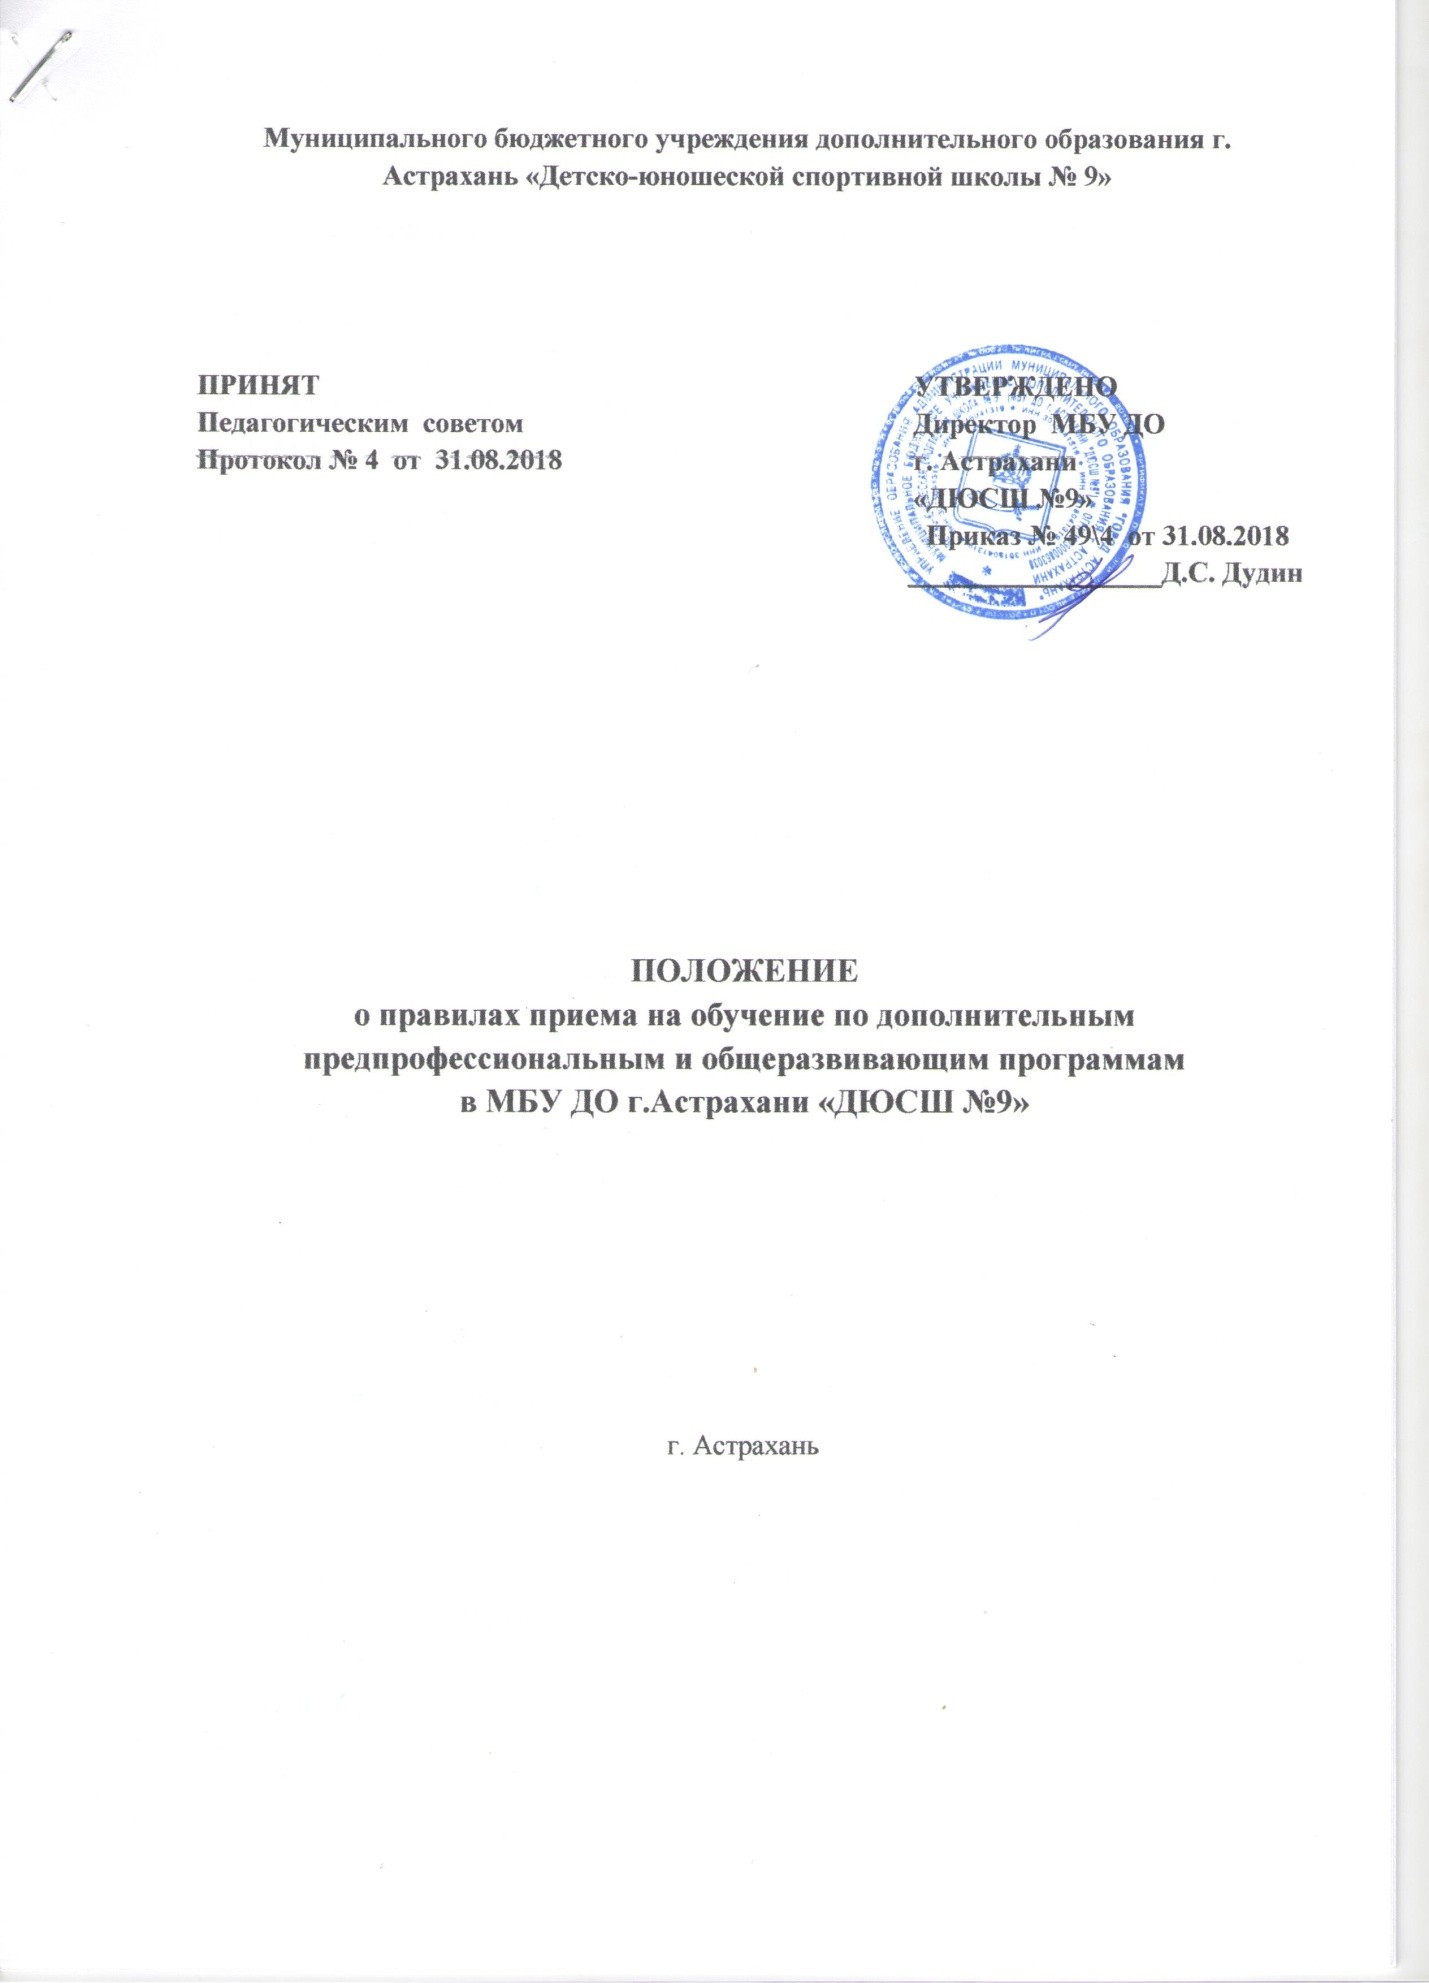 Муниципального бюджетного учреждения дополнительного образования г.
Астрахань «Детско-юношеской спортивной школы № 9»
ПРИНЯТ
Педагогическим советом
Протокол № 4 от 31.08.2018
УТВЕРЖДЕНО
Директор МБУ ДО
г. Астрахани
«ДЮСШ №9»
Приказ № 49\4 от 31.08.2018
Д.С. Дудин
ПОЛОЖЕНИЕ
о правилах приема на обучение по дополнительным
предпрофессиональным и общеразвивающим программам
в МБУ ДО г.Астрахани «ДЮСШ №9»
г. Астрахань